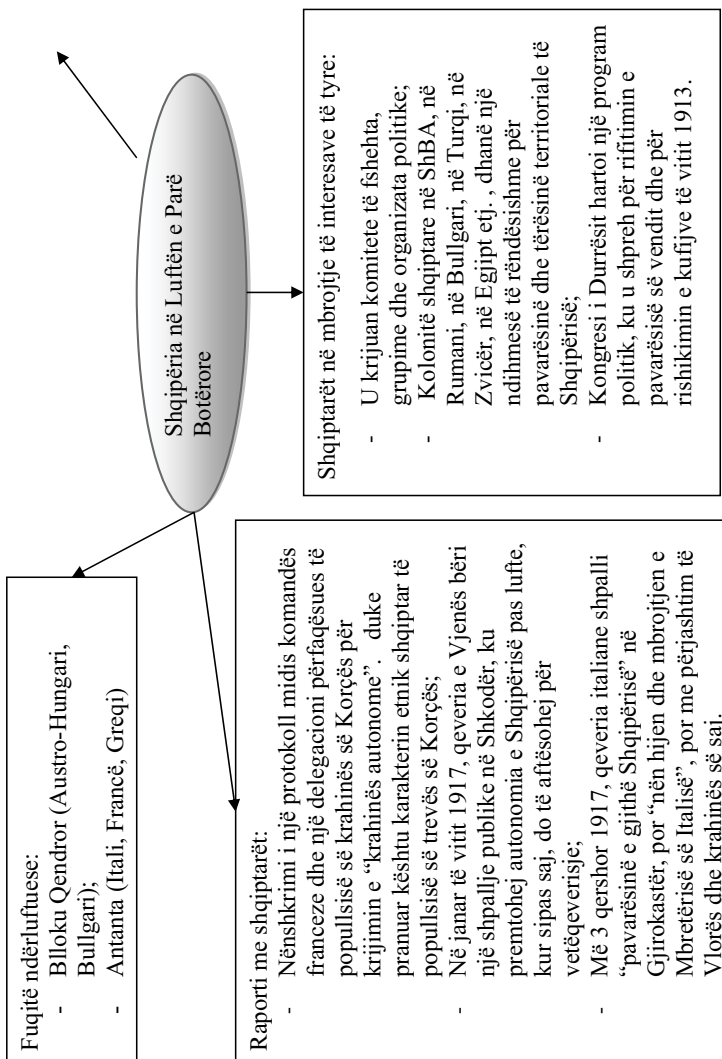 Shqipëria në Luftën e Parë
Botërore
Fuqitë ndërluftuese:
- Blloku Qendror (Austro-Hungari,
Bullgari);
- Antanta (Itali, Francë, Greqi)
Raporti me shqiptarët:
- Nënshkrimi i një protokoll midis komandës
franceze dhe një delegacioni përfaqësues të
popullsisë së krahinës së Korçës për
krijimin e “krahinës autonome”. duke
pranuar kështu karakterin etnik shqiptar të
popullsisë së trevës së Korçës;
- Në janar të vitit 1917, qeveria e Vjenës bëri
një shpallje publike në Shkodër, ku
premtohej autonomia e Shqipërisë pas lufte,
kur sipas saj, do të aftësohej për
vetëqeverisje;
- Më 3 qershor 1917, qeveria italiane shpalli
“pavarësinë e gjithë Shqipërisë” në
Gjirokastër, por “nën hijen dhe mbrojtjen e
Mbretërisë së Italisë”, por me përjashtim të
Vlorës dhe krahinës së saj.
Shqiptarët në mbrojtje të interesave të tyre:
- U krijuan komitete të fshehta,
grupime dhe organizata politike;
- Kolonitë shqiptare në ShBA, në
Rumani, në Bullgari, në Turqi, në
Zvicër, në Egjipt etj. , dhanë një
ndihmesë të rëndësishme për
pavarësinë dhe tërësinë territoriale të
Shqipërisë;
- Kongresi i Durrësit hartoi një program
politik, ku u shpreh për rifitimin e
pavarësisë së vendit dhe për
rishikimin e kufijve të vitit 1913.